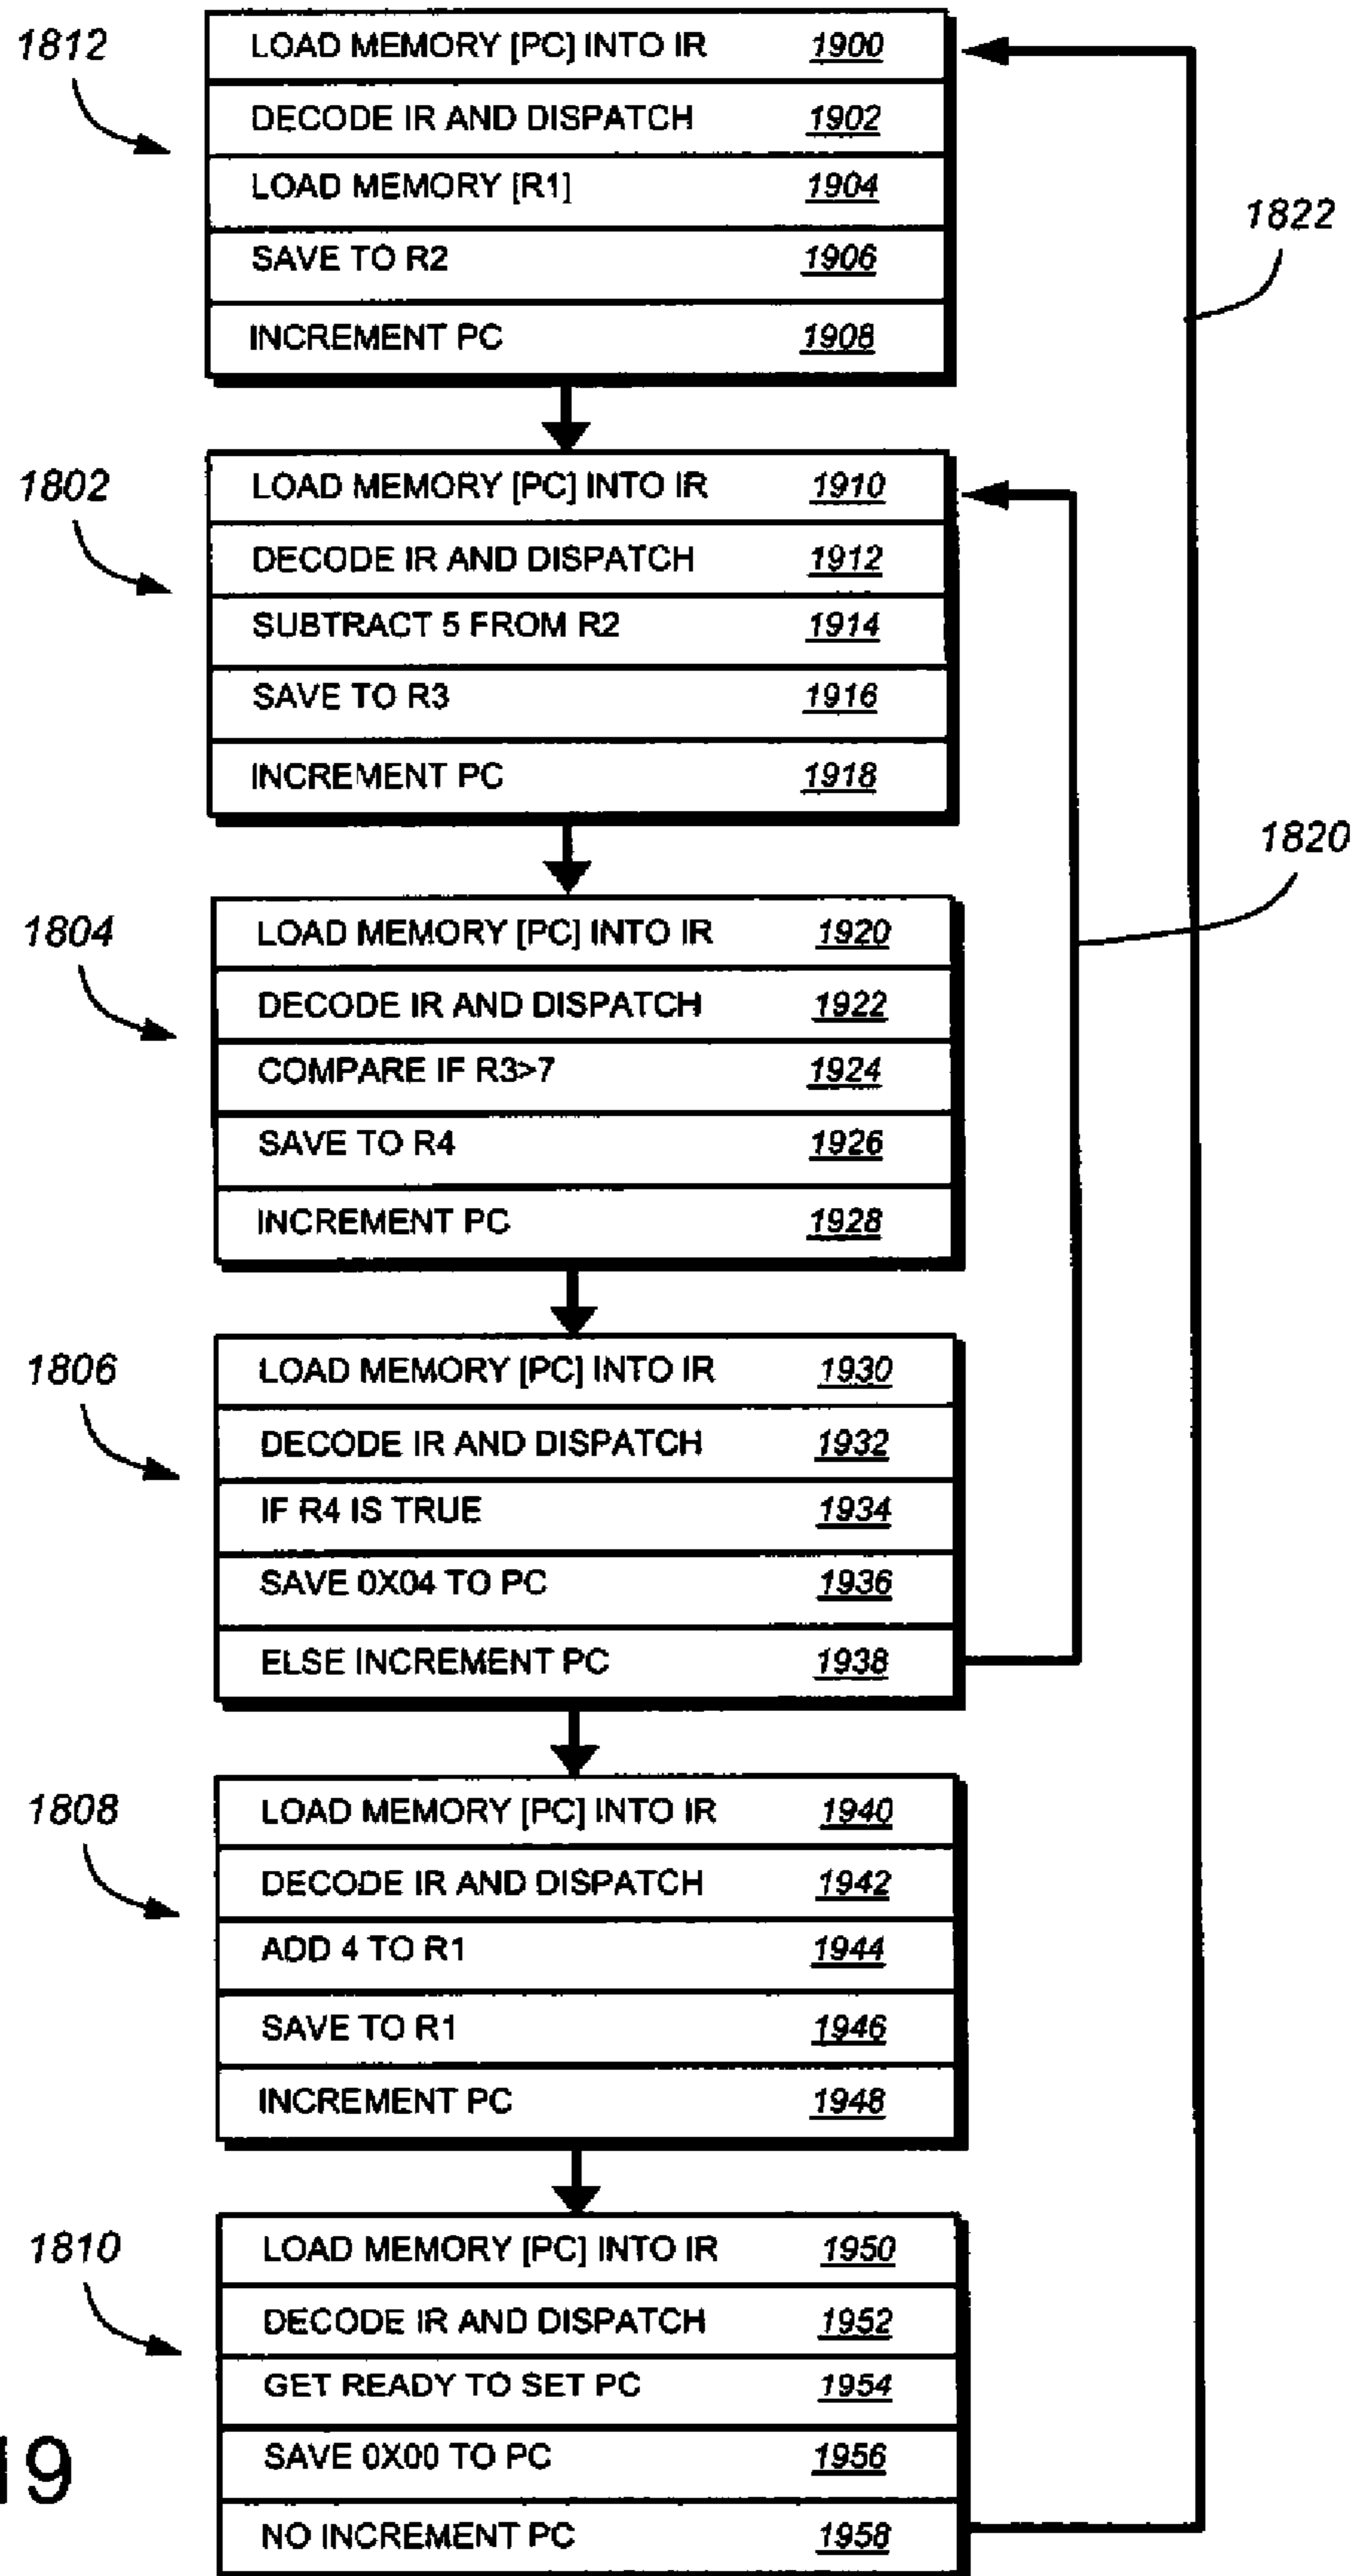 1812
LOAD MEMORY [PC] INTO IR 1900
DECODE IR AND DISPATCH 1902
LOAD MEMORY [R1] 1904
SAVE TO R2 1906
INCREMENT PC 1908
1822
1802
LOAD MEMORY [PC] INTO IR 1910
DECODE IR AND DISPATCH 1912
SUBTRACT 5 FROM R2 1914
SAVE TO R3 1916
INCREMENT PC 1918
1820
1804
LOAD MEMORY [PC] INTO IR 1920
DECODE IR AND DISPATCH 1922
COMPARE IF R3>7 1924
SAVE TO R4 1926
INCREMENT PC 1928
1806
LOAD MEMORY [PC] INTO IR 1930
DECODE IR AND DISPATCH 1932
IF R4 IS TRUE 1934
SAVE 0X04 TO PC 1936
ELSE INCREMENT PC 1938
1808
LOAD MEMORY [PC] INTO IR 1940
DECODE IR AND DISPATCH 1942
ADD 4 TO R1 1944
SAVE TO R1 1946
INCREMENT PC 1948
1810
LOAD MEMORY [PC] INTO IR 1950
DECODE IR AND DISPATCH 1952
GET READY TO SET PC 1954
SAVE 0X00 TO PC 1956
NO INCREMENT PC 1958
19